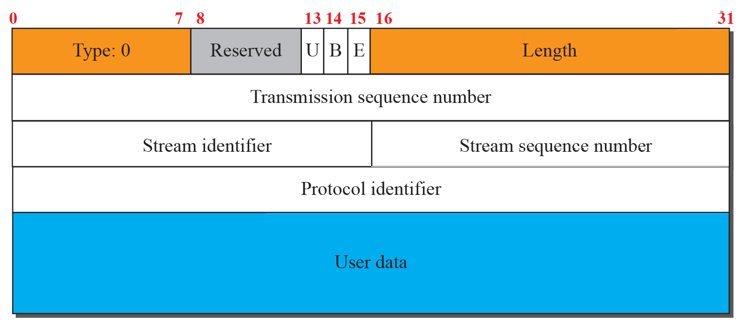 0 7 8 13 14 15 16 31
Type: 0 Reserved U B E Length
Transmission sequence number
Stream identifier Stream sequence number
Protocol identifier
User data